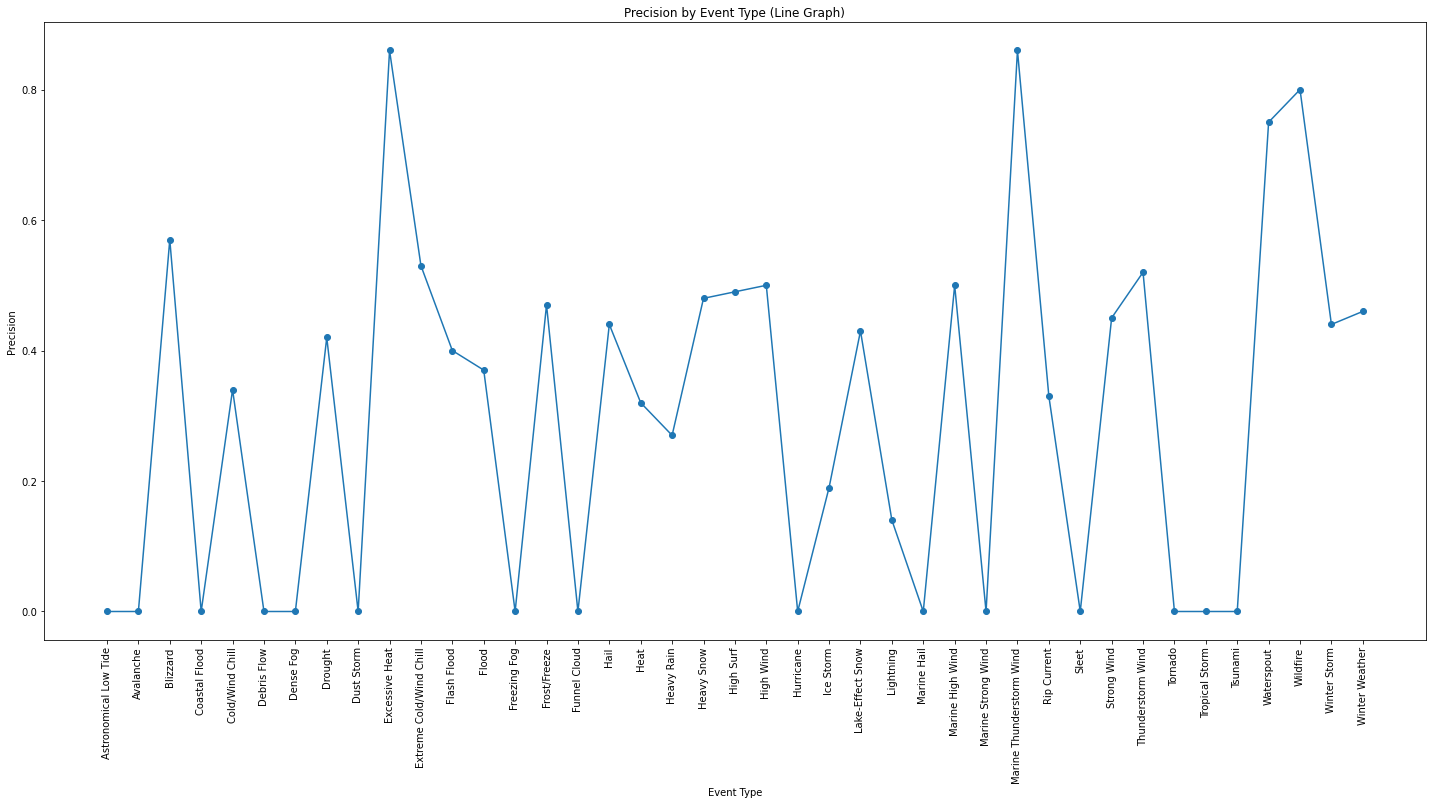 Precision by Event Type (Line Graph)
Precision
0.8
0.6
0.4
0.2
0.0
Astronomical Low Tide
Avalanche
Blizzard
Coastal Flood
Cold/Wind Chill
Debris Flow
Dense Fog
Drought
Dust Storm
Excessive Heat
Extreme Cold/Wind Chill
Flash Flood
Flood
Freezing Fog
Frost/Freeze
Funnel Cloud
Hail
Heat
Heavy Rain
Heavy Snow
High Surf
High Wind
Hurricane
Ice Storm
Lake-Effect Snow
Lightning
Marine Hail
Marine High Wind
Marine Strong Wind
Marine Thunderstorm Wind
Rip Current
Sleet
Strong Wind
Thunderstorm Wind
Tornado
Tropical Storm
Tsunami
Waterspout
Wildfire
Winter Storm
Winter Weather
Event Type